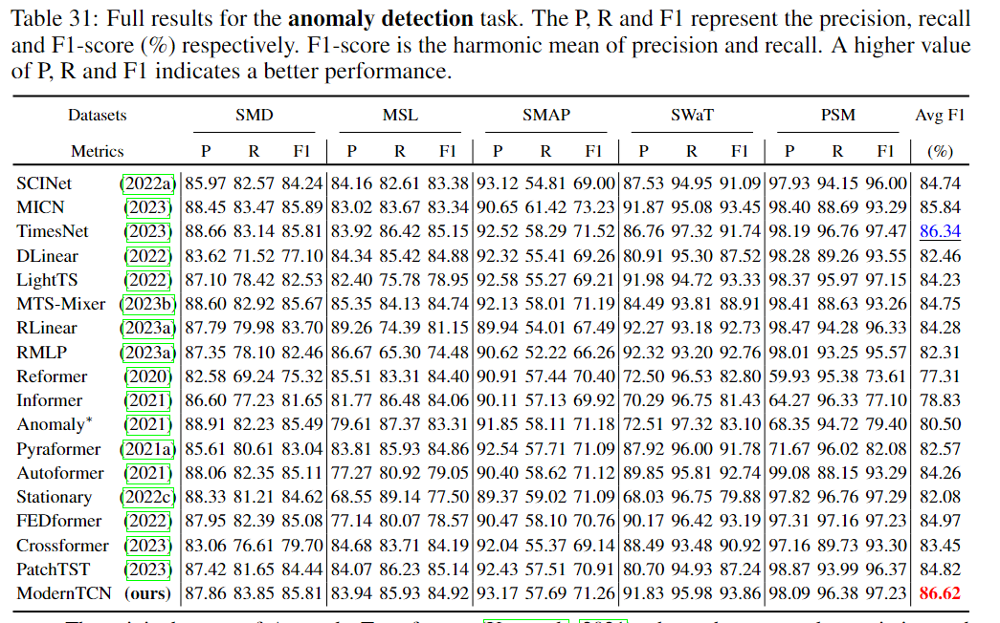 Table 31: Full results for the anomaly detection task. The P, R and F1 represent the precision, recall
and F1-score (%) respectively. F1-score is the harmonic mean of precision and recall. A higher value
of P, R and F1 indicates a better performance.
Datasets SMD MSL SMAP SWaT PSM Avg F1
Metrics P R F1 P R F1 P R F1 P R F1 P R F1 (%)
SCINet (2022a) 85.97 82.57 84.24 84.16 82.61 83.38 93.12 54.81 69.00 87.53 94.95 91.09 97.93 94.15 96.00 84.74
MICN (2023) 88.45 83.47 85.89 83.02 83.67 83.34 90.65 61.42 73.23 91.87 95.08 93.45 98.40 88.69 93.29 85.84
TimesNet (2023) 88.66 83.14 85.81 83.92 86.42 85.15 92.52 58.29 71.52 86.76 97.32 91.74 98.19 96.76 97.47 86.34
DLinear (2022) 83.62 71.52 77.10 84.34 85.42 84.88 92.32 55.41 69.26 80.91 95.30 87.52 98.28 89.26 93.55 82.46
LightTS (2022) 87.10 78.42 82.53 82.40 75.78 78.95 92.58 55.27 69.21 91.98 94.72 93.33 98.37 95.97 97.15 84.23
MTS-Mixer (2023b) 88.60 82.92 85.67 85.35 84.13 84.74 92.13 58.01 71.19 84.49 93.81 88.91 98.41 88.63 93.26 84.75
RLinear (2023a) 87.79 79.98 83.70 89.26 74.39 81.15 89.94 54.01 67.49 92.27 93.18 92.73 98.47 94.28 96.33 84.28
RMLP (2023a) 87.35 78.10 82.46 86.67 65.30 74.48 90.62 52.22 66.26 92.32 93.20 92.76 98.01 93.25 95.57 82.31
Reformer (2020) 82.58 69.24 75.32 85.51 83.31 84.40 90.91 57.44 70.40 72.50 96.53 82.80 59.93 95.38 73.61 77.31
Informer (2021) 86.60 77.23 81.65 81.77 86.48 84.06 90.11 57.13 69.92 70.29 96.75 81.43 64.27 96.33 77.10 78.83
Anomaly* (2021) 88.91 82.23 85.49 79.61 87.37 83.31 91.85 58.11 71.18 72.51 97.32 83.10 68.35 94.72 79.40 80.50
Pyraformer (2021a) 85.61 80.61 83.04 83.81 85.93 84.86 92.54 57.71 71.09 87.92 96.00 91.78 71.67 96.02 82.08 82.57
Autoformer (2021) 88.06 82.35 85.11 77.27 80.92 79.05 90.40 58.62 71.12 89.85 95.81 92.74 99.08 88.15 93.29 84.26
Stationary (2022c) 88.33 81.21 84.62 68.55 89.14 77.50 89.37 59.02 71.09 68.03 96.75 79.88 97.82 96.76 97.29 82.08
FEDformer (2022) 87.95 82.39 85.08 77.14 80.07 78.57 90.47 58.10 70.76 90.17 96.42 93.19 97.31 97.16 97.23 84.97
Crossformer (2023) 83.06 76.61 79.70 84.68 83.71 84.19 92.04 55.37 69.14 88.49 93.48 90.92 97.16 89.73 93.30 83.45
PatchTST (2023) 87.42 81.65 84.44 84.07 86.23 85.14 92.43 57.51 70.91 80.70 94.93 87.24 98.87 93.99 96.37 84.82
ModernTCN (ours) 87.86 83.85 85.81 83.94 85.93 84.92 93.17 57.69 71.26 91.83 95.98 93.86 98.09 96.38 97.23 86.62